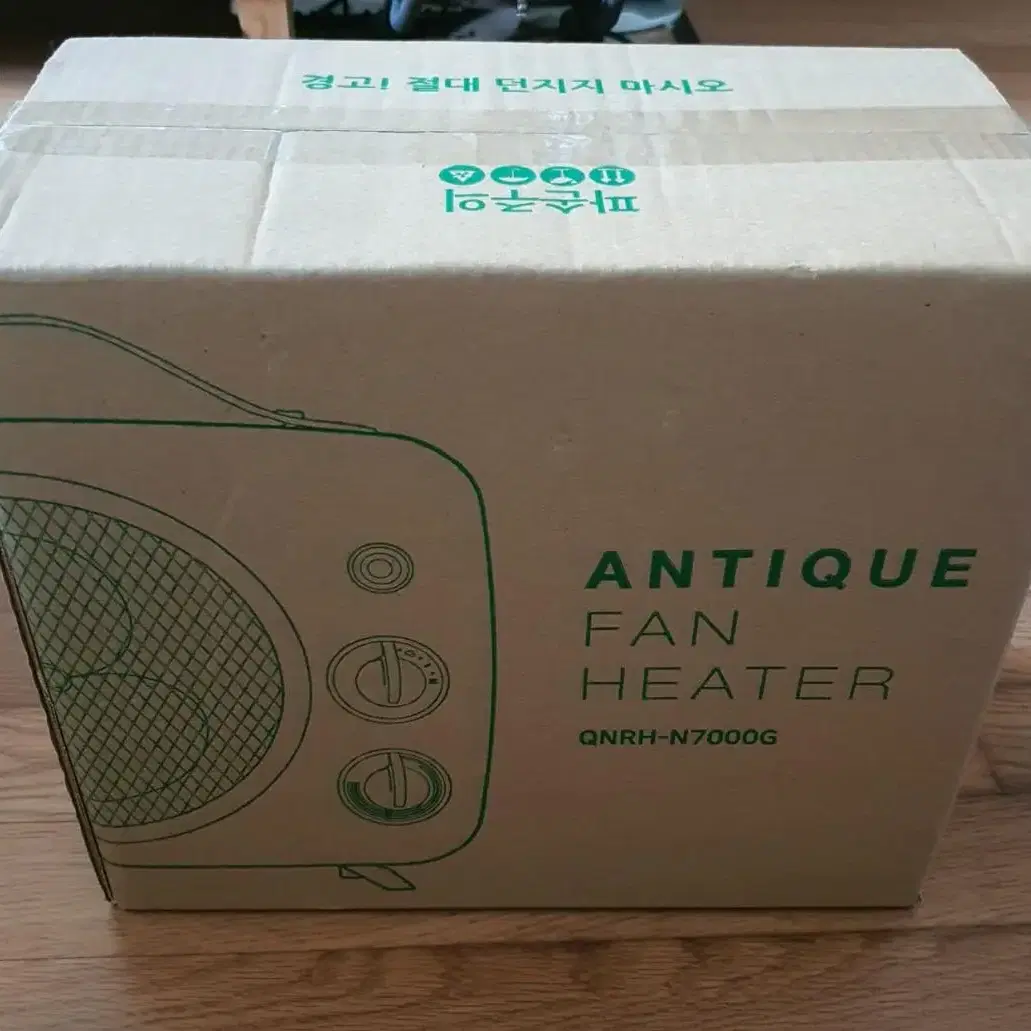 경고! 절대 던지지 마시오
파손주의
ANTIQUE
FAN
HEATER
QNRH-N7000G